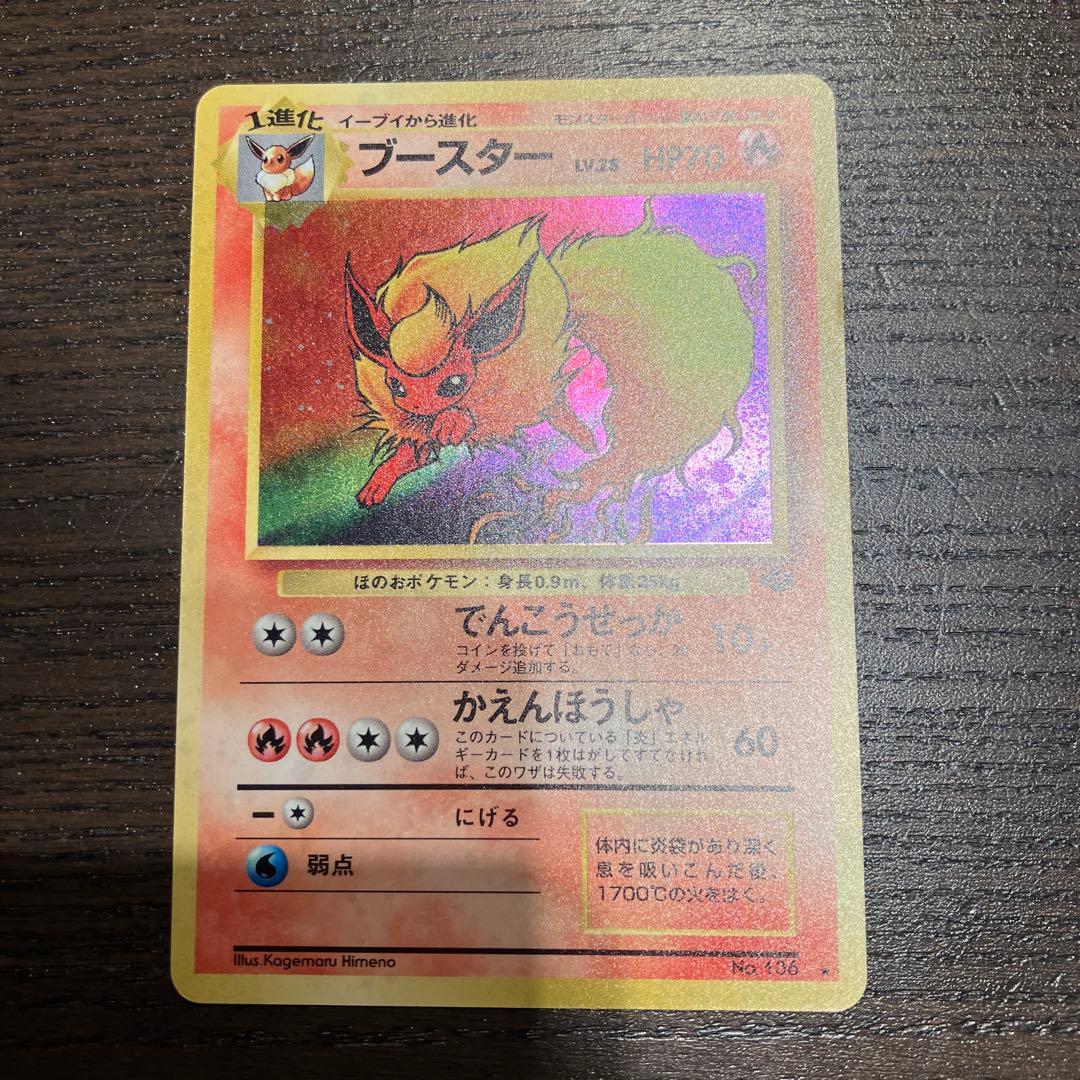 1進化
イーブイから進化
ブースター LV.28 HP70
ほのおポケモン：身長0.9m、体重25kg
でんこうせっか 10+
コインを投げて「おもて」なら、
ダメージ追加する。
かえんほうしゃ 60
このカードについている「炎」エネル
ギーカードを1枚はがしてすてなけれ
ば、このワザは失敗する。
にげる
弱点
体内に炎袋があり深く
息を吸いこんだ後、
1700℃の火をはく。
Illus.Kagemaru Himeno
No. 136